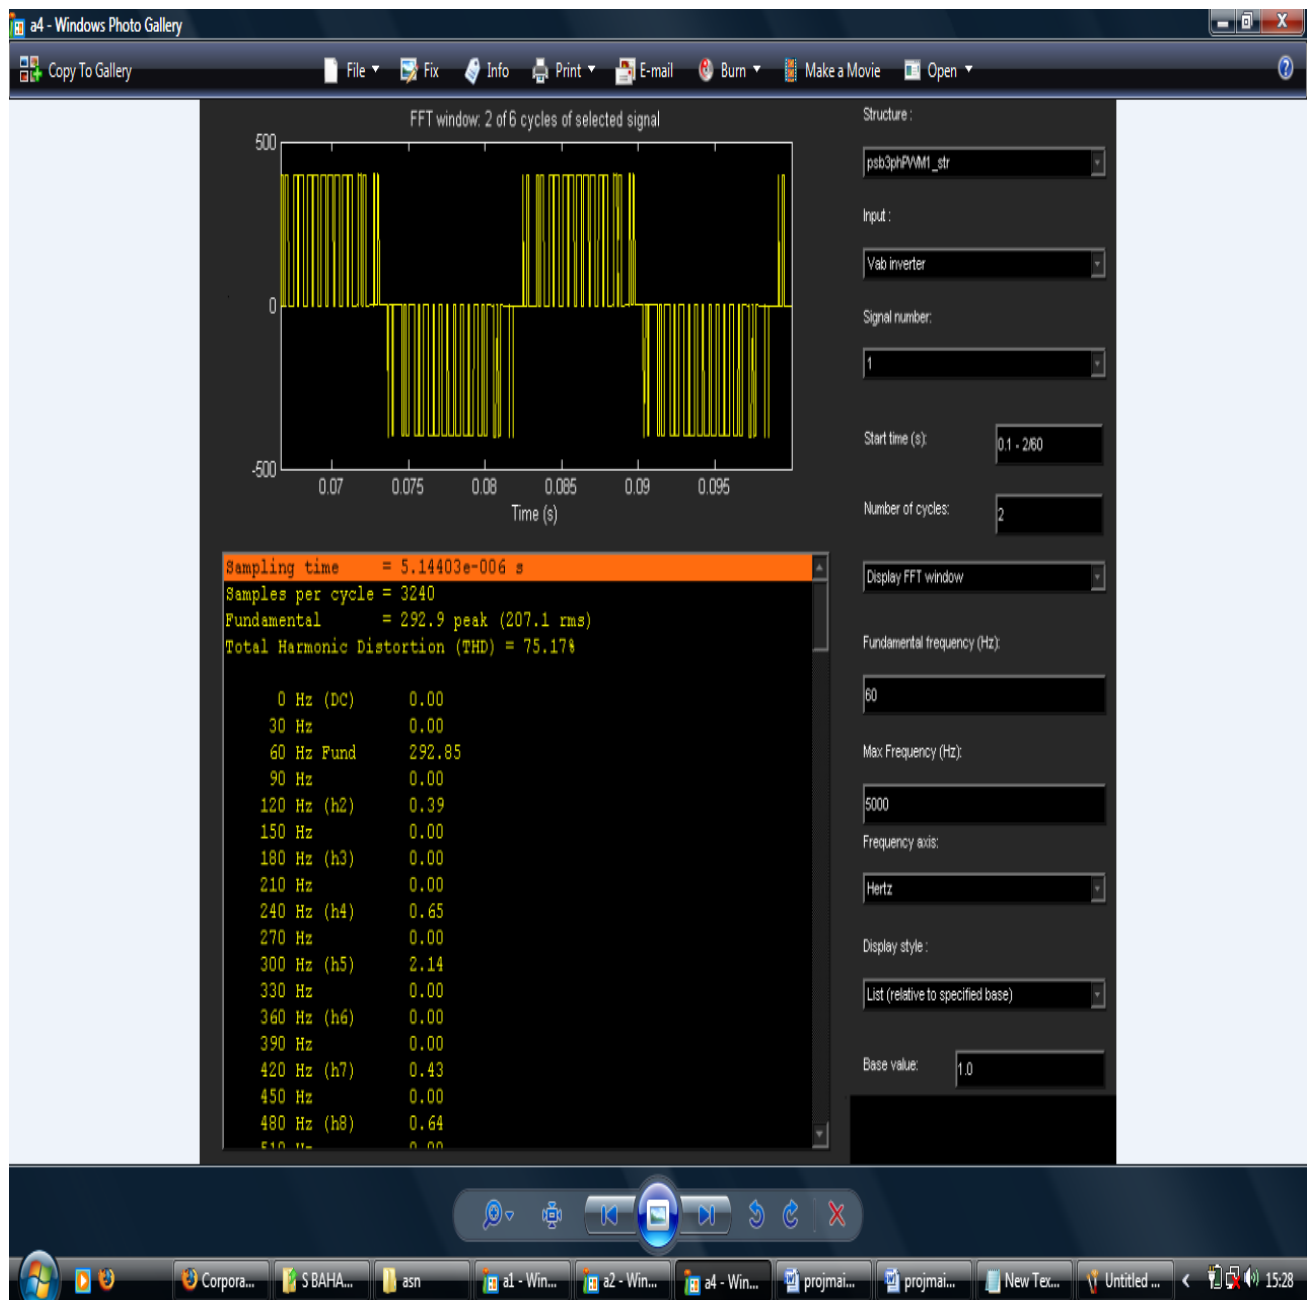 a4 - Windows Photo Gallery
Copy To Gallery File Fix Info Print E-mail Burn Make a Movie Open
FFT window: 2 of 6 cycles of selected signal
500
0
-500
0.07 0.075 0.08 0.085 0.09 0.095
Time (s)
Structure :
psb3phPWM1_str
Input :
Vab inverter
Signal number:
1
Start time (s): 0.1 - 2/60
Number of cycles: 2
Display FFT window
Fundamental frequency (Hz):
60
Max Frequency (Hz):
5000
Frequency axis:
Hertz
Display style :
List (relative to specified base)
Base value: 1.0
Sampling time = 5.14403e-006 s
Samples per cycle = 3240
Fundamental = 292.9 peak (207.1 rms)
Total Harmonic Distortion (THD) = 75.17%
0 Hz (DC) 0.00
30 Hz 0.00
60 Hz Fund 292.85
90 Hz 0.00
120 Hz (h2) 0.39
150 Hz 0.00
180 Hz (h3) 0.00
210 Hz 0.00
240 Hz (h4) 0.65
270 Hz 0.00
300 Hz (h5) 2.14
330 Hz 0.00
360 Hz (h6) 0.00
390 Hz 0.00
420 Hz (h7) 0.43
450 Hz 0.00
480 Hz (h8) 0.64
510 Hz 0.00
Corpora... S BAHA... asn a1 - Win... a2 - Win... a4 - Win... projmai... projmai... New Tex... Untitled ... 15:28